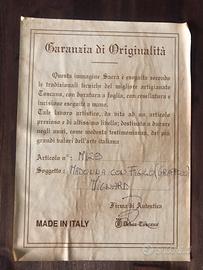 Garanzia di Originalità
Questa immagine Sacra è eseguita secondo
le tradizionali tecniche del migliore artigianato
Toscano, con doratura a foglia, con cesellatura e
incisione eseguite a mano.
Tale lavoro artistico, da vita ad un articolo
prezioso e di altissimo livello; destinato a durare
negli anni, come modesta testimonianza, dei più
grandi valori dell'arte italiana
Articolo n°:
Soggetto: MADONNA CON FIGLIO
MIGNARD
Firma di Autentica
MADE IN ITALY
Toscana